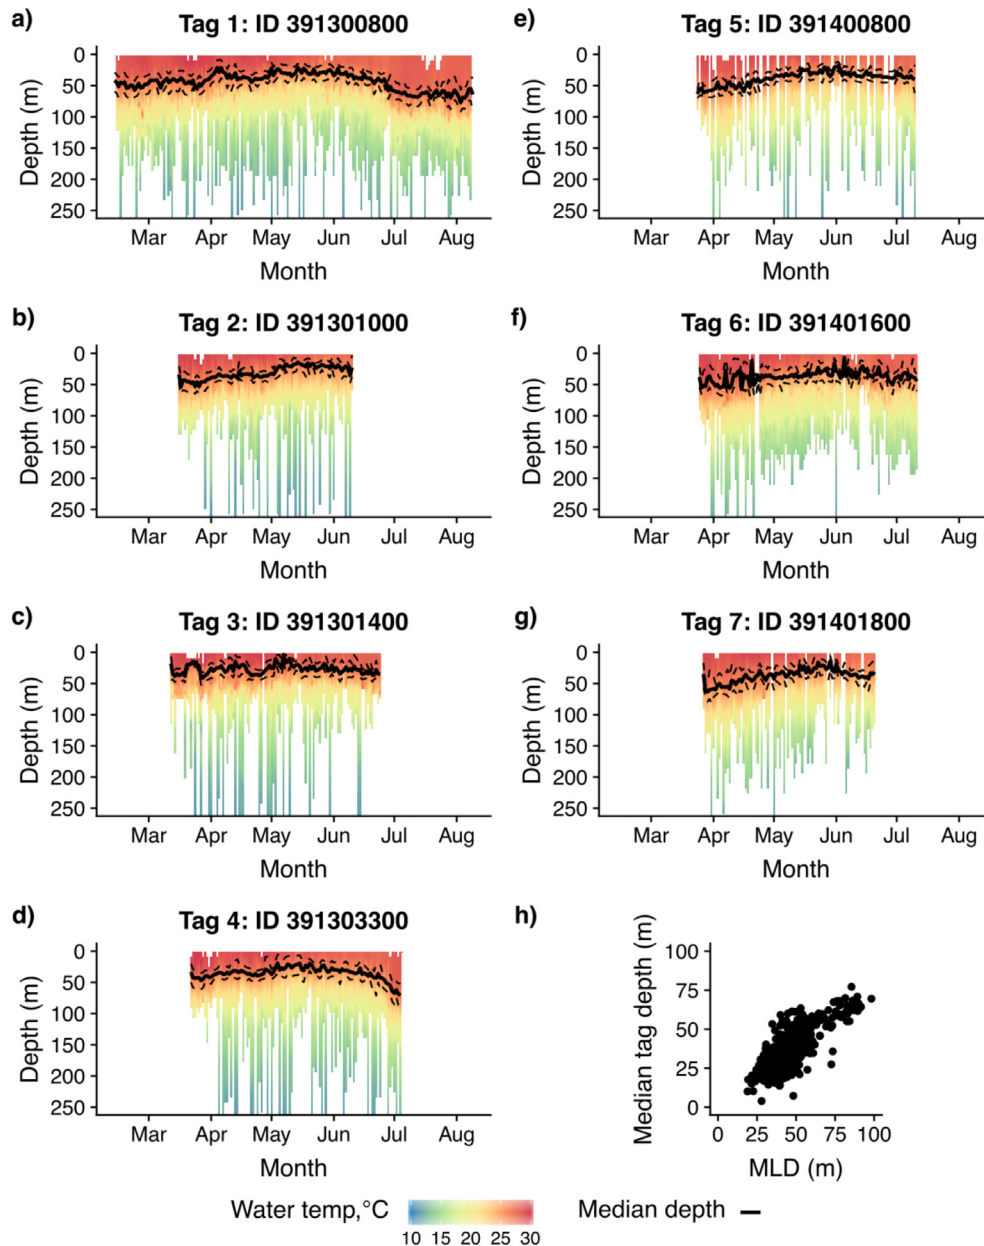 a) Tag 1: ID 391300800
0
50
100
150
200
250
Depth (m)
Mar Apr May Jun Jul Aug
Month
b) Tag 2: ID 391301000
0
50
100
150
200
250
Depth (m)
Mar Apr May Jun Jul Aug
Month
c) Tag 3: ID 391301400
0
50
100
150
200
250
Depth (m)
Mar Apr May Jun Jul Aug
Month
d) Tag 4: ID 391303300
0
50
100
150
200
250
Depth (m)
Mar Apr May Jun Jul Aug
Month
e) Tag 5: ID 391400800
0
50
100
150
200
250
Depth (m)
Mar Apr May Jun Jul Aug
Month
f) Tag 6: ID 391401600
0
50
100
150
200
250
Depth (m)
Mar Apr May Jun Jul Aug
Month
g) Tag 7: ID 391401800
0
50
100
150
200
250
Depth (m)
Mar Apr May Jun Jul Aug
Month
h)
100
75
50
25
0
Median tag depth (m)
0 25 50 75 100
MLD (m)
Water temp,°C
10 15 20 25 30
Median depth